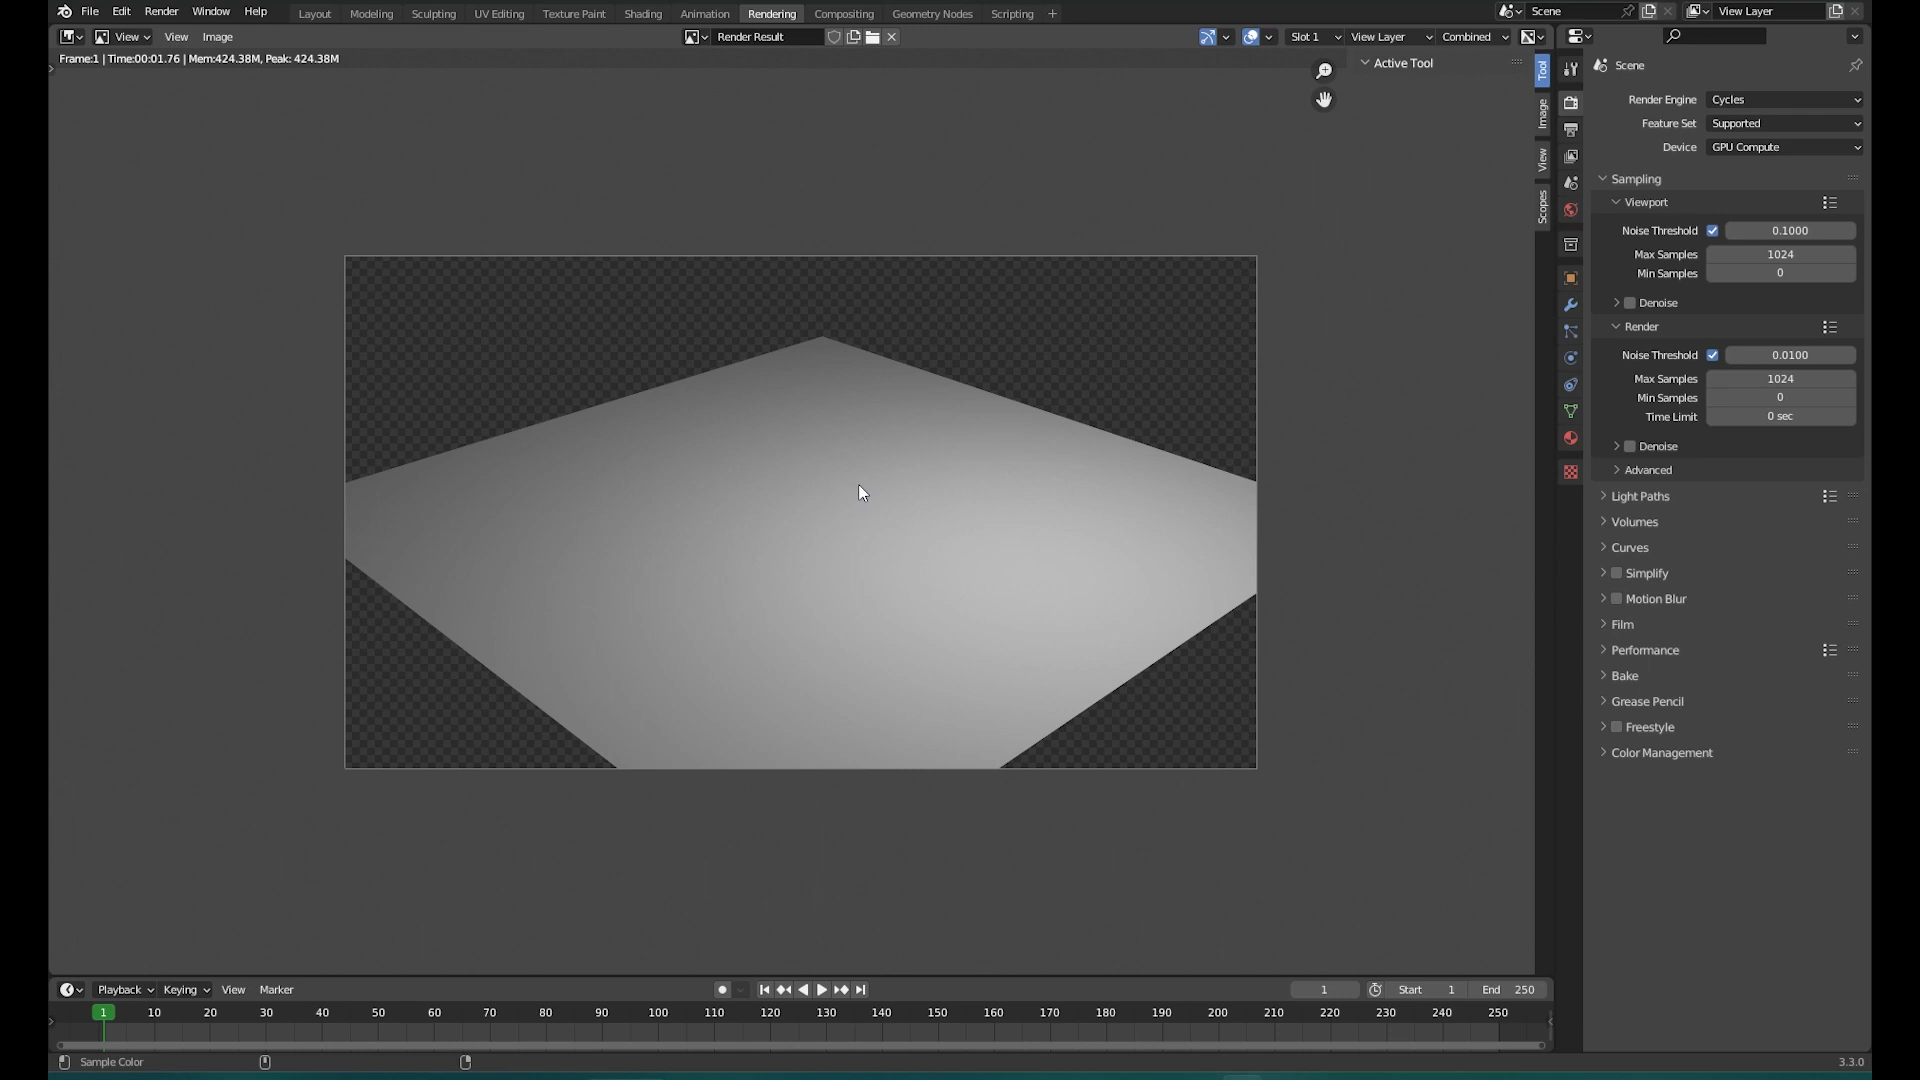 File Edit Render Window Help Layout Modeling Sculpting UV Editing Texture Paint Shading Animation Rendering Compositing Geometry Nodes Scripting + Scene View Layer
View View Image Render Result Slot 1 View Layer Combined
Frame:1 | Time:00:01.76 | Mem:424.38M, Peak: 424.38M
Active Tool
Tool
Image
View
Scopes
Scene
Render Engine Cycles
Feature Set Supported
Device GPU Compute
Sampling
Viewport
Noise Threshold 0.1000
Max Samples 1024
Min Samples 0
Denoise
Render
Noise Threshold 0.0100
Max Samples 1024
Min Samples 0
Time Limit 0 sec
Denoise
Advanced
Light Paths
Volumes
Curves
Simplify
Motion Blur
Film
Performance
Bake
Grease Pencil
Freestyle
Color Management
Playback Keying View Marker 1 Start 1 End 250
1 10 20 30 40 50 60 70 80 90 100 110 120 130 140 150 160 170 180 190 200 210 220 230 240 250
Sample Color 3.3.0